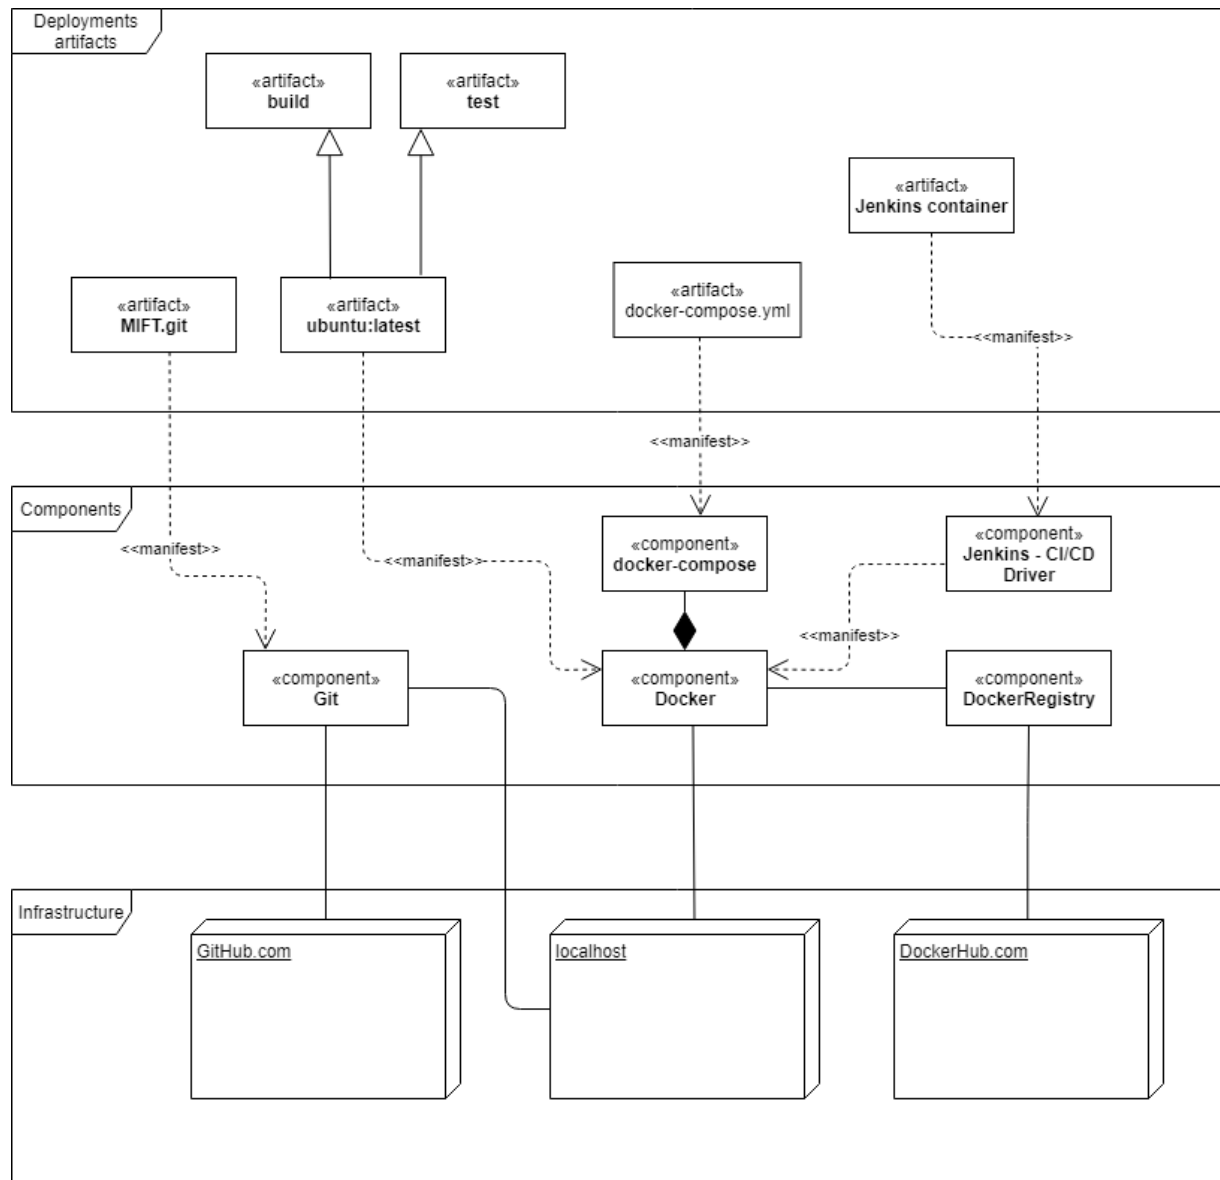 Deployments
artifacts
«artifact»
build
«artifact»
test
«artifact»
Jenkins container
«artifact»
MIFT.git
«artifact»
ubuntu:latest
«artifact»
docker-compose.yml
<<manifest>>
<<manifest>>
Components
<<manifest>>
<<manifest>>
«component»
docker-compose
«component»
Jenkins - CI/CD
Driver
<<manifest>>
«component»
Git
«component»
Docker
«component»
DockerRegistry
Infrastructure
GitHub.com
localhost
DockerHub.com